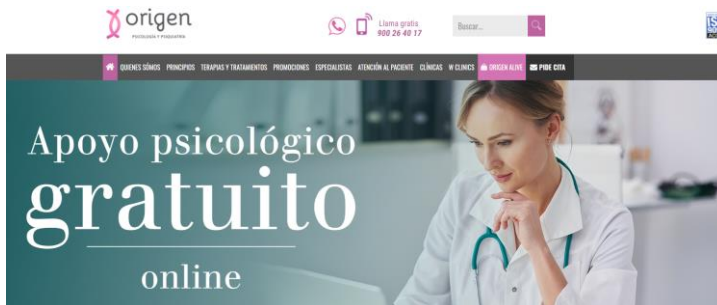 origen
PSICOLOGÍA Y PSIQUIATRÍA
Llama gratis
900 26 40 17
Buscar...
QUIENES SÓMOS PRINCIPIOS TERAPIAS Y TRATAMIENTOS PROMOCIONES ESPECIALISTAS ATENCIÓN AL PACIENTE CLÍNICAS W CLINICS ORIGEN ALIVE PIDE CITA
Apoyo psicológico
gratuito
online